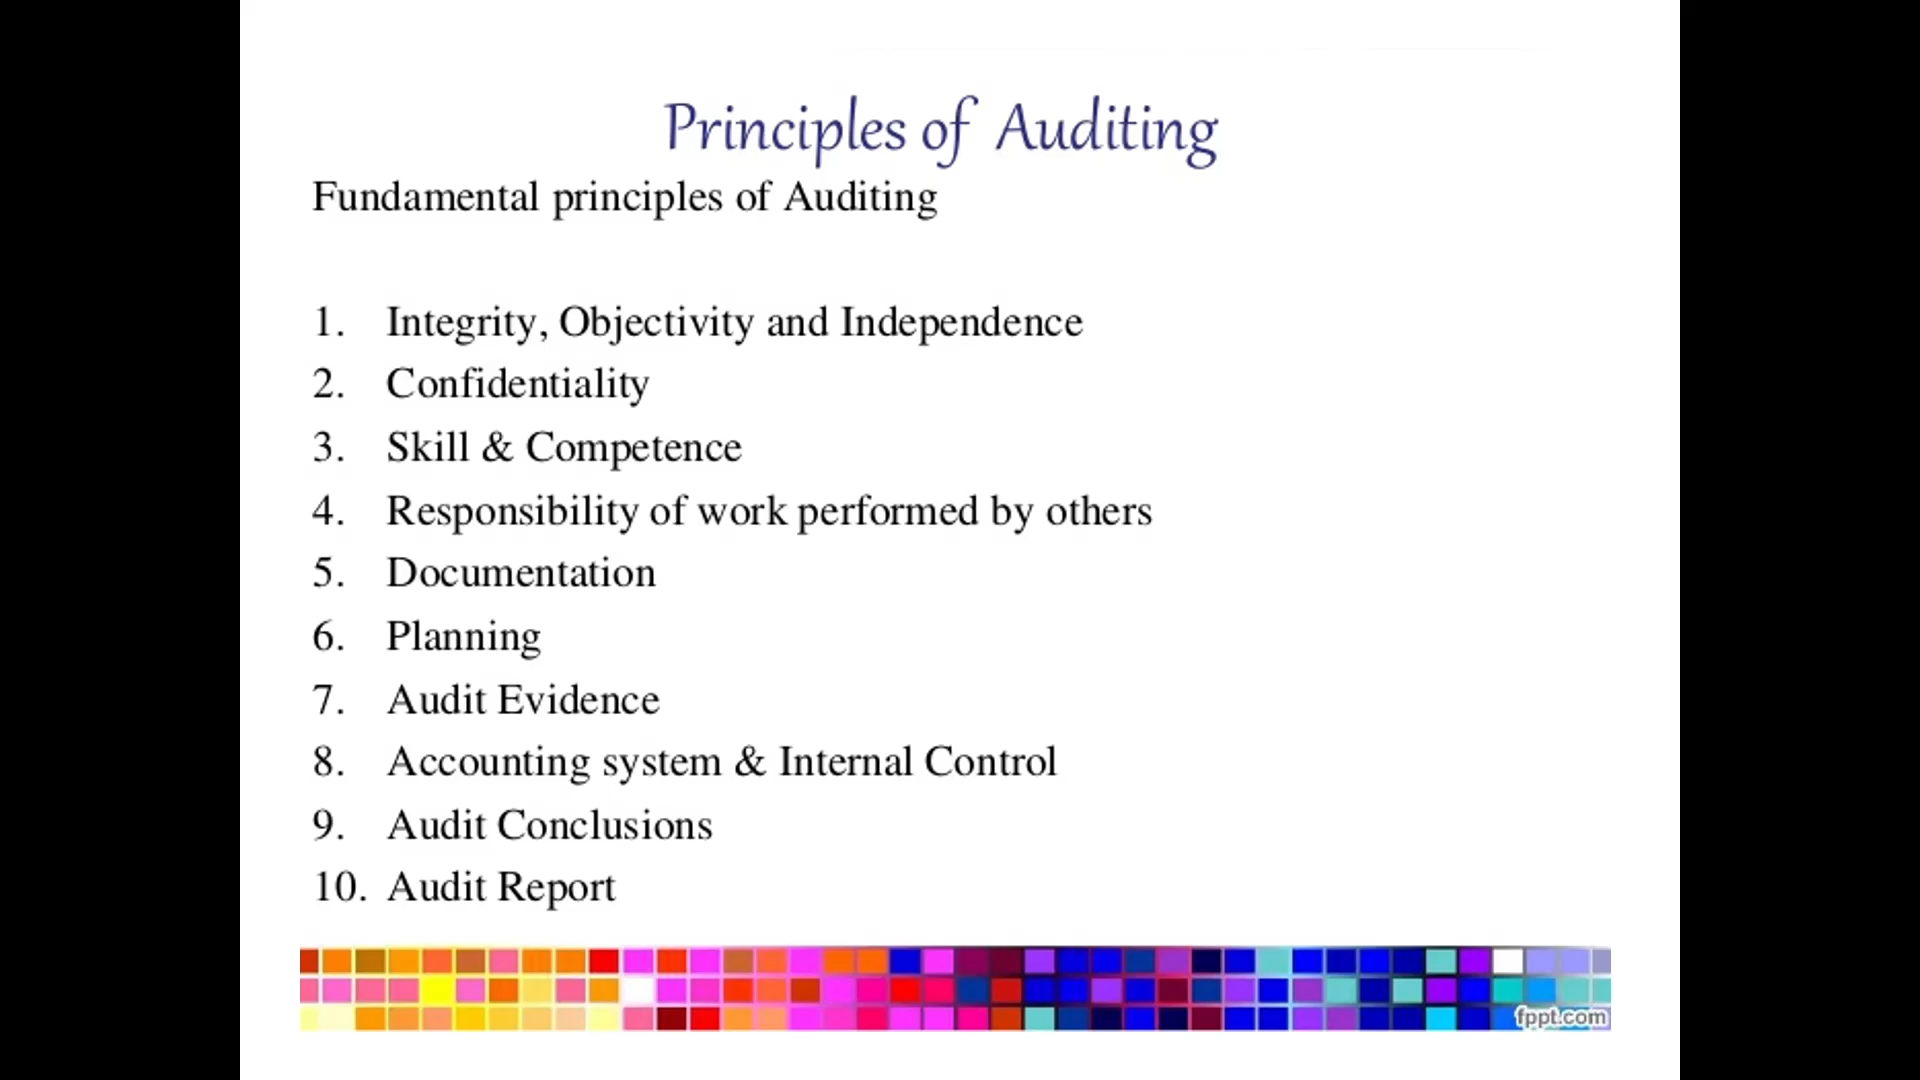 Principles of Auditing
Fundamental principles of Auditing
1. Integrity, Objectivity and Independence
2. Confidentiality
3. Skill & Competence
4. Responsibility of work performed by others
5. Documentation
6. Planning
7. Audit Evidence
8. Accounting system & Internal Control
9. Audit Conclusions
10. Audit Report
fppt.com